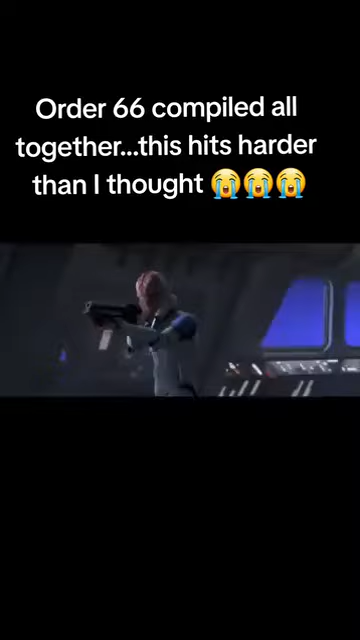 Order 66 compiled all
together...this hits harder
than I thought 😭😭😭